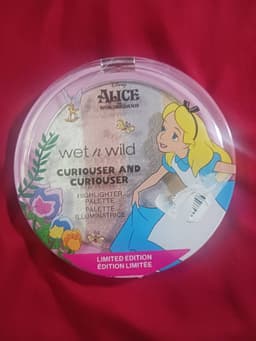 Disney
ALICE
IN
WONDERLAND
wet n wild
CURIOUSER AND
CURIOUSER
HIGHLIGHTER
PALETTE
PALETTE
ILLUMINATRICE
LIMITED EDITION
ÉDITION LIMITÉE